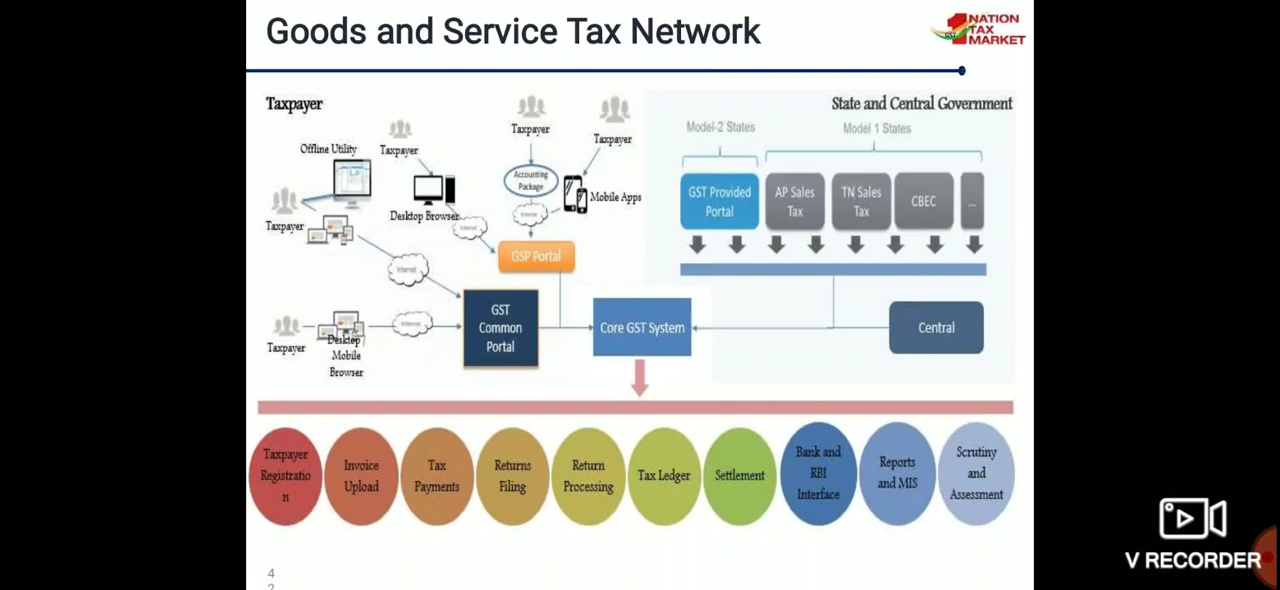 Goods and Service Tax Network
NATION
TAX
MARKET
GST
Taxpayer
State and Central Government
Taxpayer
Taxpayer
Model-2 States
Model 1 States
Offline Utility
Taxpayer
Accounting
Package
Mobile Apps
GST Provided
Portal
AP Sales
Tax
TN Sales
Tax
CBEC
...
Desktop Browser
Internet
Internet
Taxpayer
GSP Portal
Internet
GST
Common
Portal
Core GST System
Central
Internet
Taxpayer
Desktop/
Mobile
Browser
Taxpayer
Registratio
n
Invoice
Upload
Tax
Payments
Returns
Filing
Return
Processing
Tax Ledger
Settlement
Bank and
RBI
Interface
Reports
and MIS
Scrutiny
and
Assessment
V RECORDER
4
2